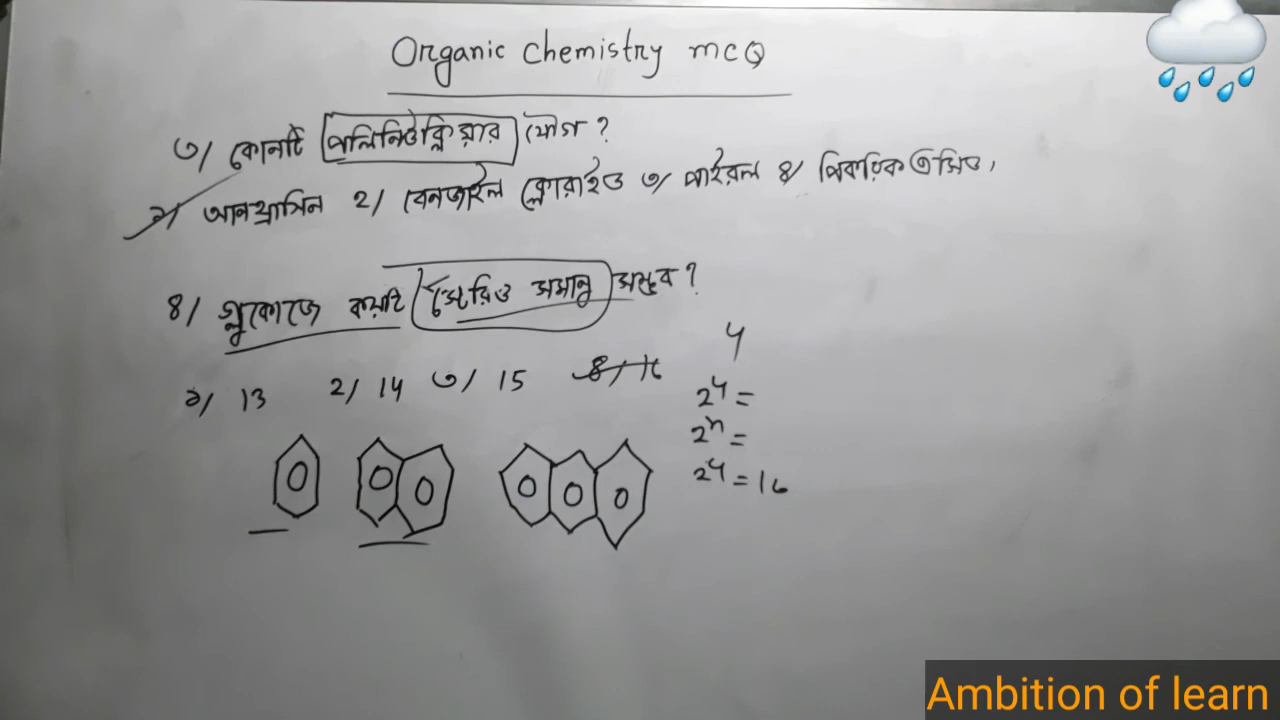 Organic Chemistry MCQ
৩/ কোনটি পলিনিউক্লিয়ার যৌগ?
১/ আনথ্রাসিন ২/ বেনজাইল ক্লোরাইড ৩/ পাইরল ৪/ পিকরিক এসিড,
৪/ গ্লুকোজে কয়টি স্টেরিও সমানু সম্ভব?
১/ 13 2/ 14 ৩/ 15 ৪/ 16
4
2⁴ =
2ⁿ =
2⁴ = 16
Ambition of learn